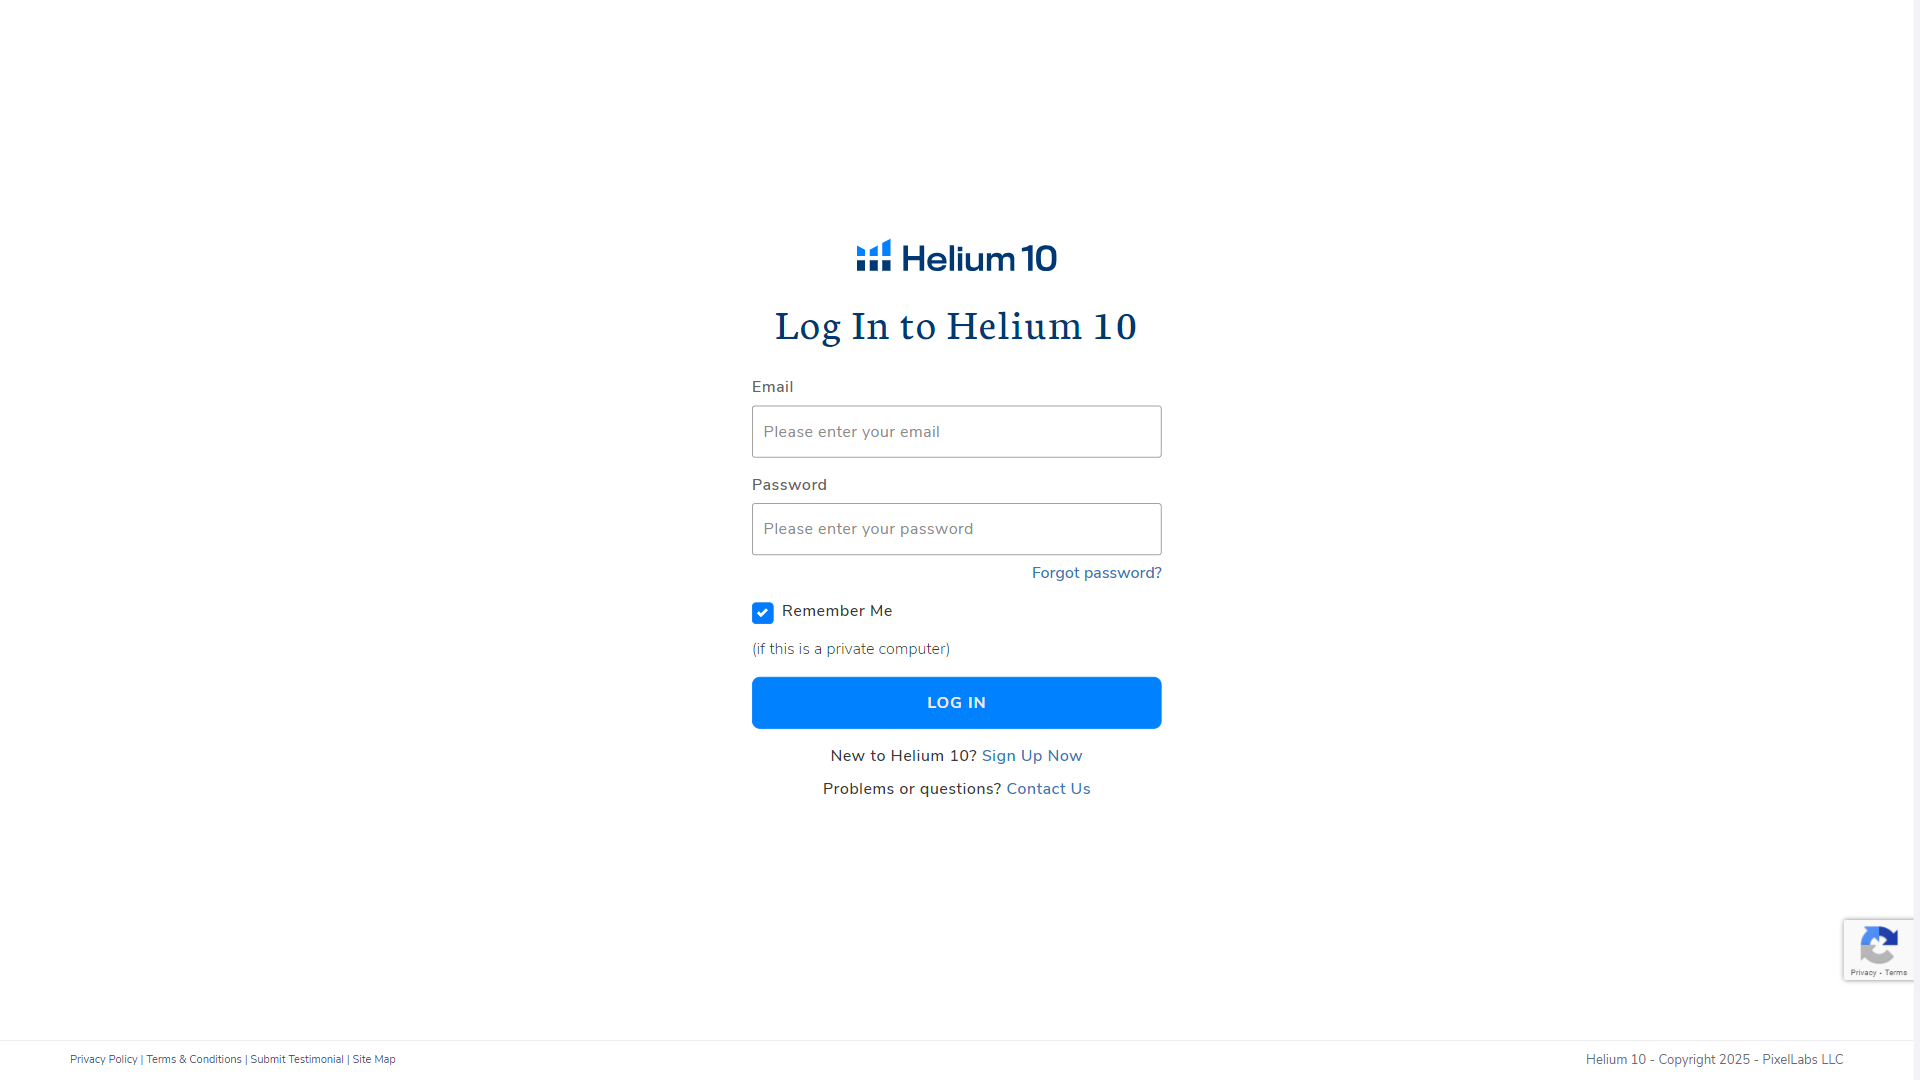 Helium 10
Log In to Helium 10
Email
Please enter your email
Password
Please enter your password
Forgot password?
Remember Me
(if this is a private computer)
LOG IN
New to Helium 10? Sign Up Now
Problems or questions? Contact Us
Privacy - Terms
Privacy Policy | Terms & Conditions | Submit Testimonial | Site Map
Helium 10 - Copyright 2025 - PixelLabs LLC